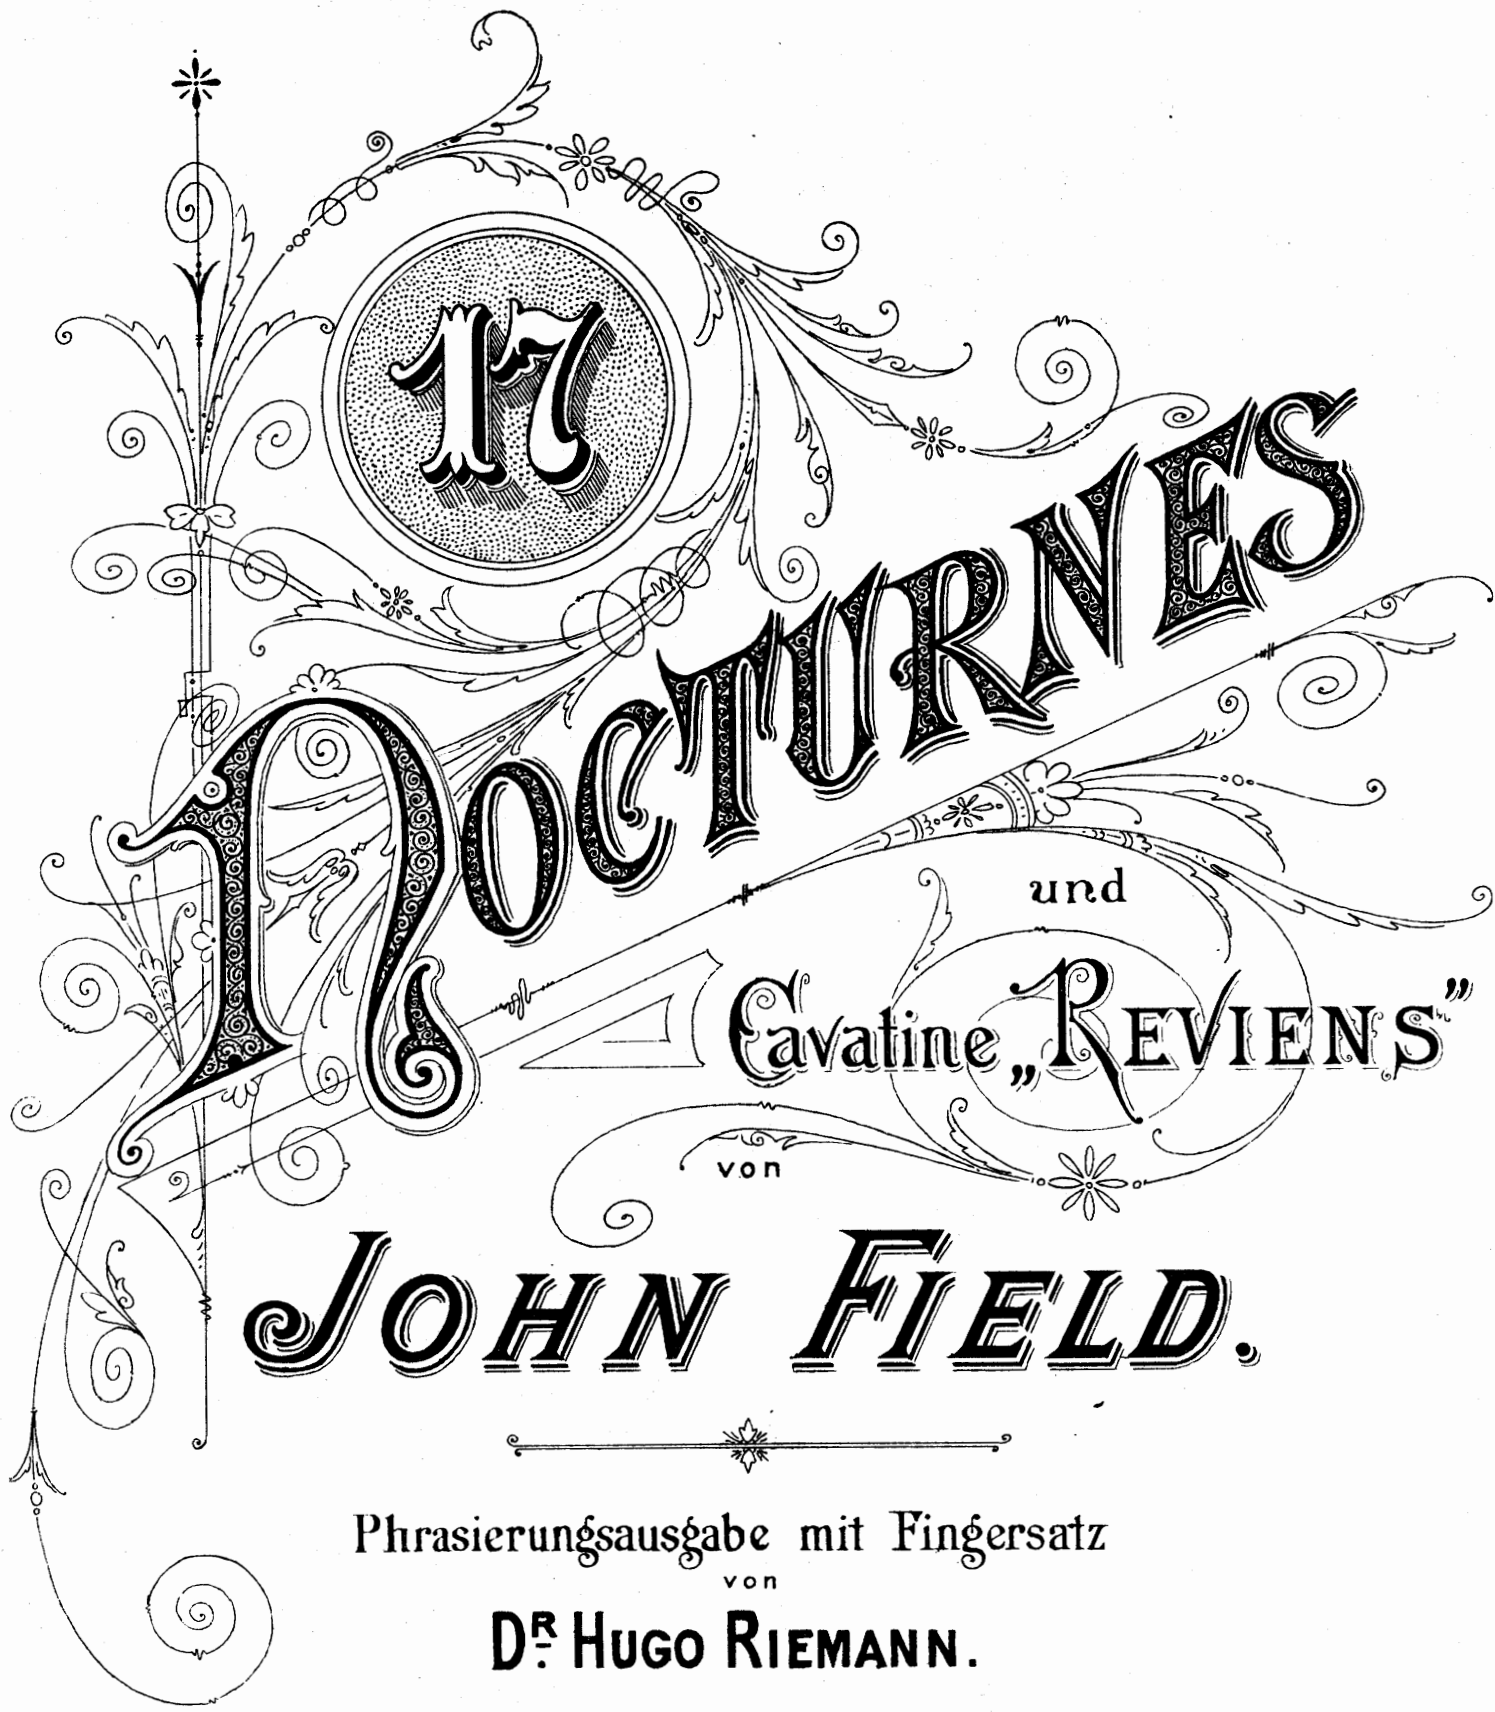 17
NOCTURNES
und
Cavatine „REVIENS”
von
JOHN FIELD.
Phrasierungsausgabe mit Fingersatz
von
DR. HUGO RIEMANN.